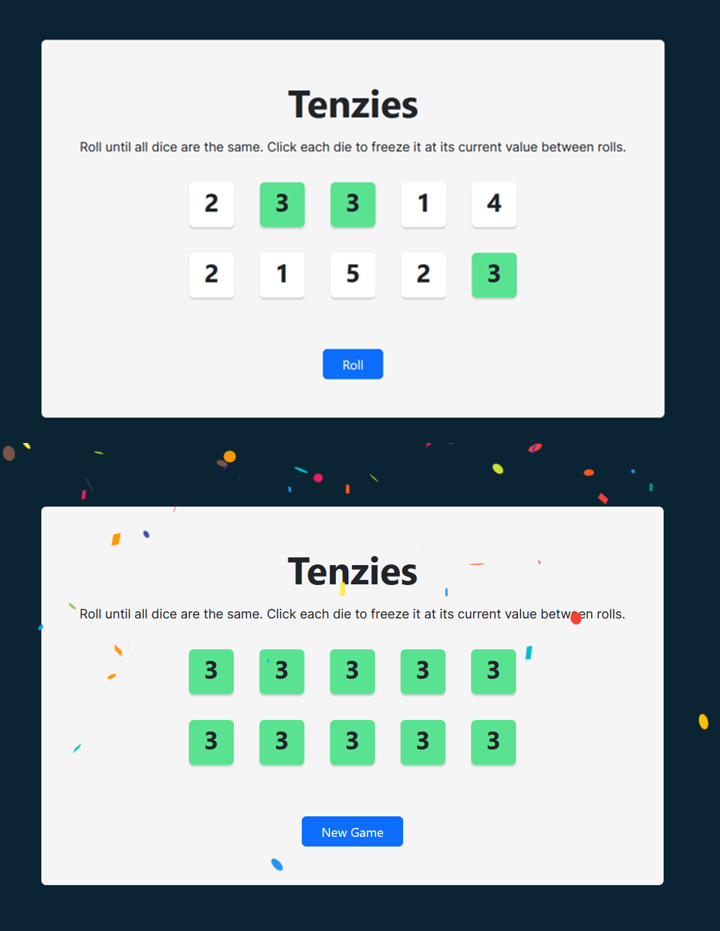 Tenzies
Roll until all dice are the same. Click each die to freeze it at its current value between rolls.
2 3 3 1 4
2 1 5 2 3
Roll
Tenzies
Roll until all dice are the same. Click each die to freeze it at its current value between rolls.
3 3 3 3 3
3 3 3 3 3
New Game